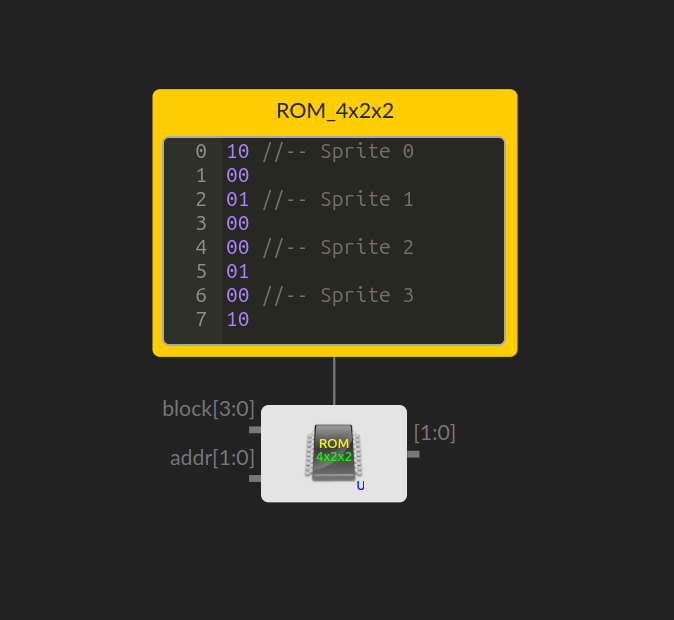 ROM_4x2x2
0 10 //-- Sprite 0
1 00
2 01 //-- Sprite 1
3 00
4 00 //-- Sprite 2
5 01
6 00 //-- Sprite 3
7 10
block[3:0]
addr[1:0]
ROM
4x2x2
U
[1:0]